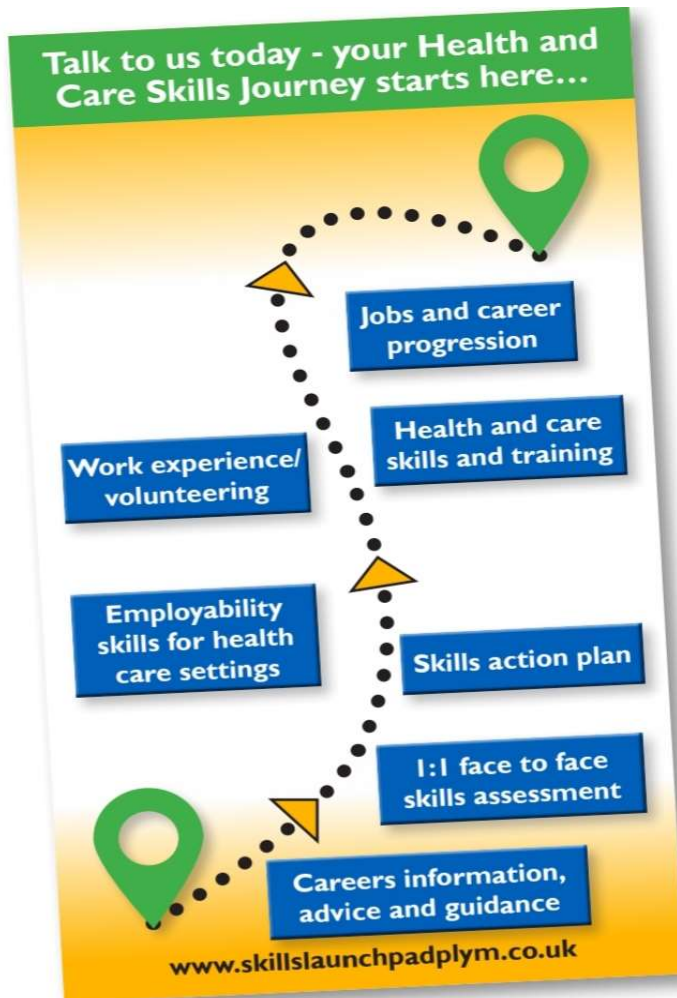 Talk to us today - your Health and
Care Skills Journey starts here...
Jobs and career
progression
Health and care
skills and training
Work experience/
volunteering
Employability
skills for health
care settings
Skills action plan
1:1 face to face
skills assessment
Careers information,
advice and guidance
www.skillslaunchpadplym.co.uk